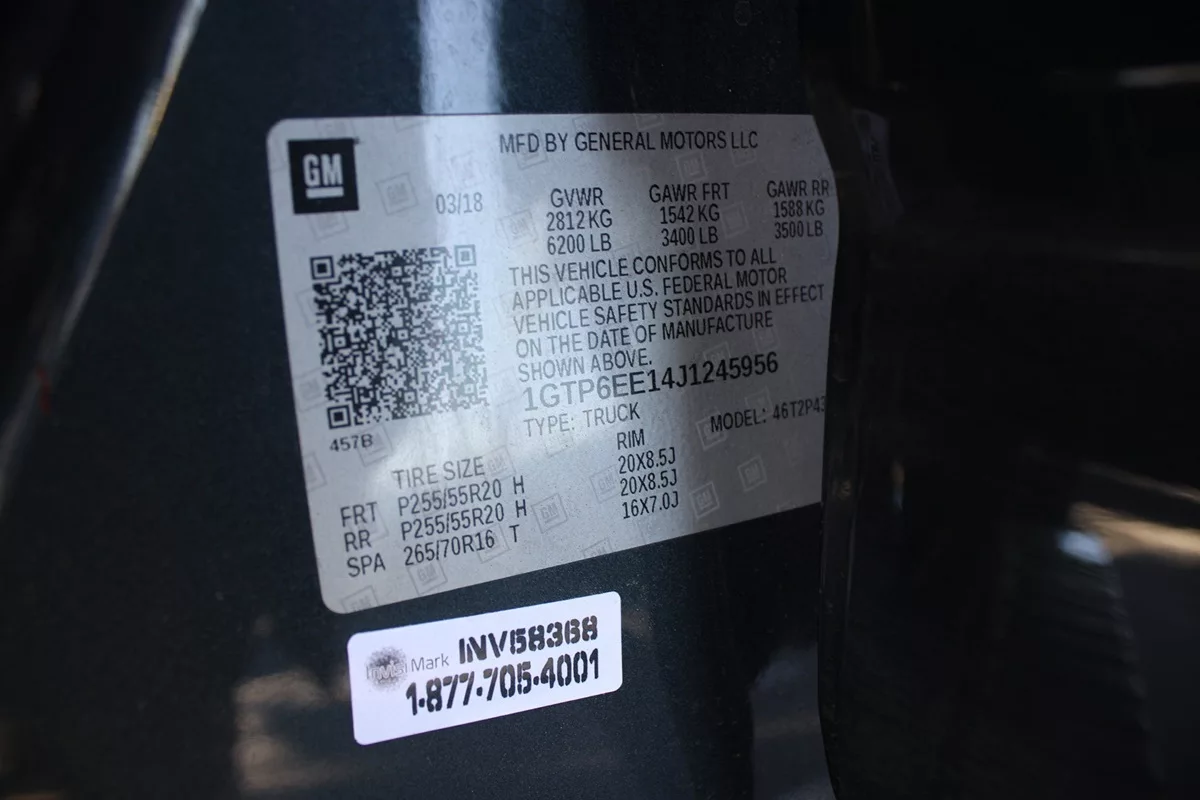 GM
MFD BY GENERAL MOTORS LLC
03/18
GVWR GAWR FRT GAWR RR
2812 KG 1542 KG 1588 KG
6200 LB 3400 LB 3500 LB
THIS VEHICLE CONFORMS TO ALL
APPLICABLE U.S. FEDERAL MOTOR
VEHICLE SAFETY STANDARDS IN EFFECT
ON THE DATE OF MANUFACTURE
SHOWN ABOVE.
1GTP6EE14J1245956
TYPE: TRUCK MODEL: 46T2P43
457B
TIRE SIZE RIM
FRT P255/55R20 H 20X8.5J
RR P255/55R20 H 20X8.5J
SPA 265/70R16 T 16X7.0J
Mark INV58368
1-877-705-4001